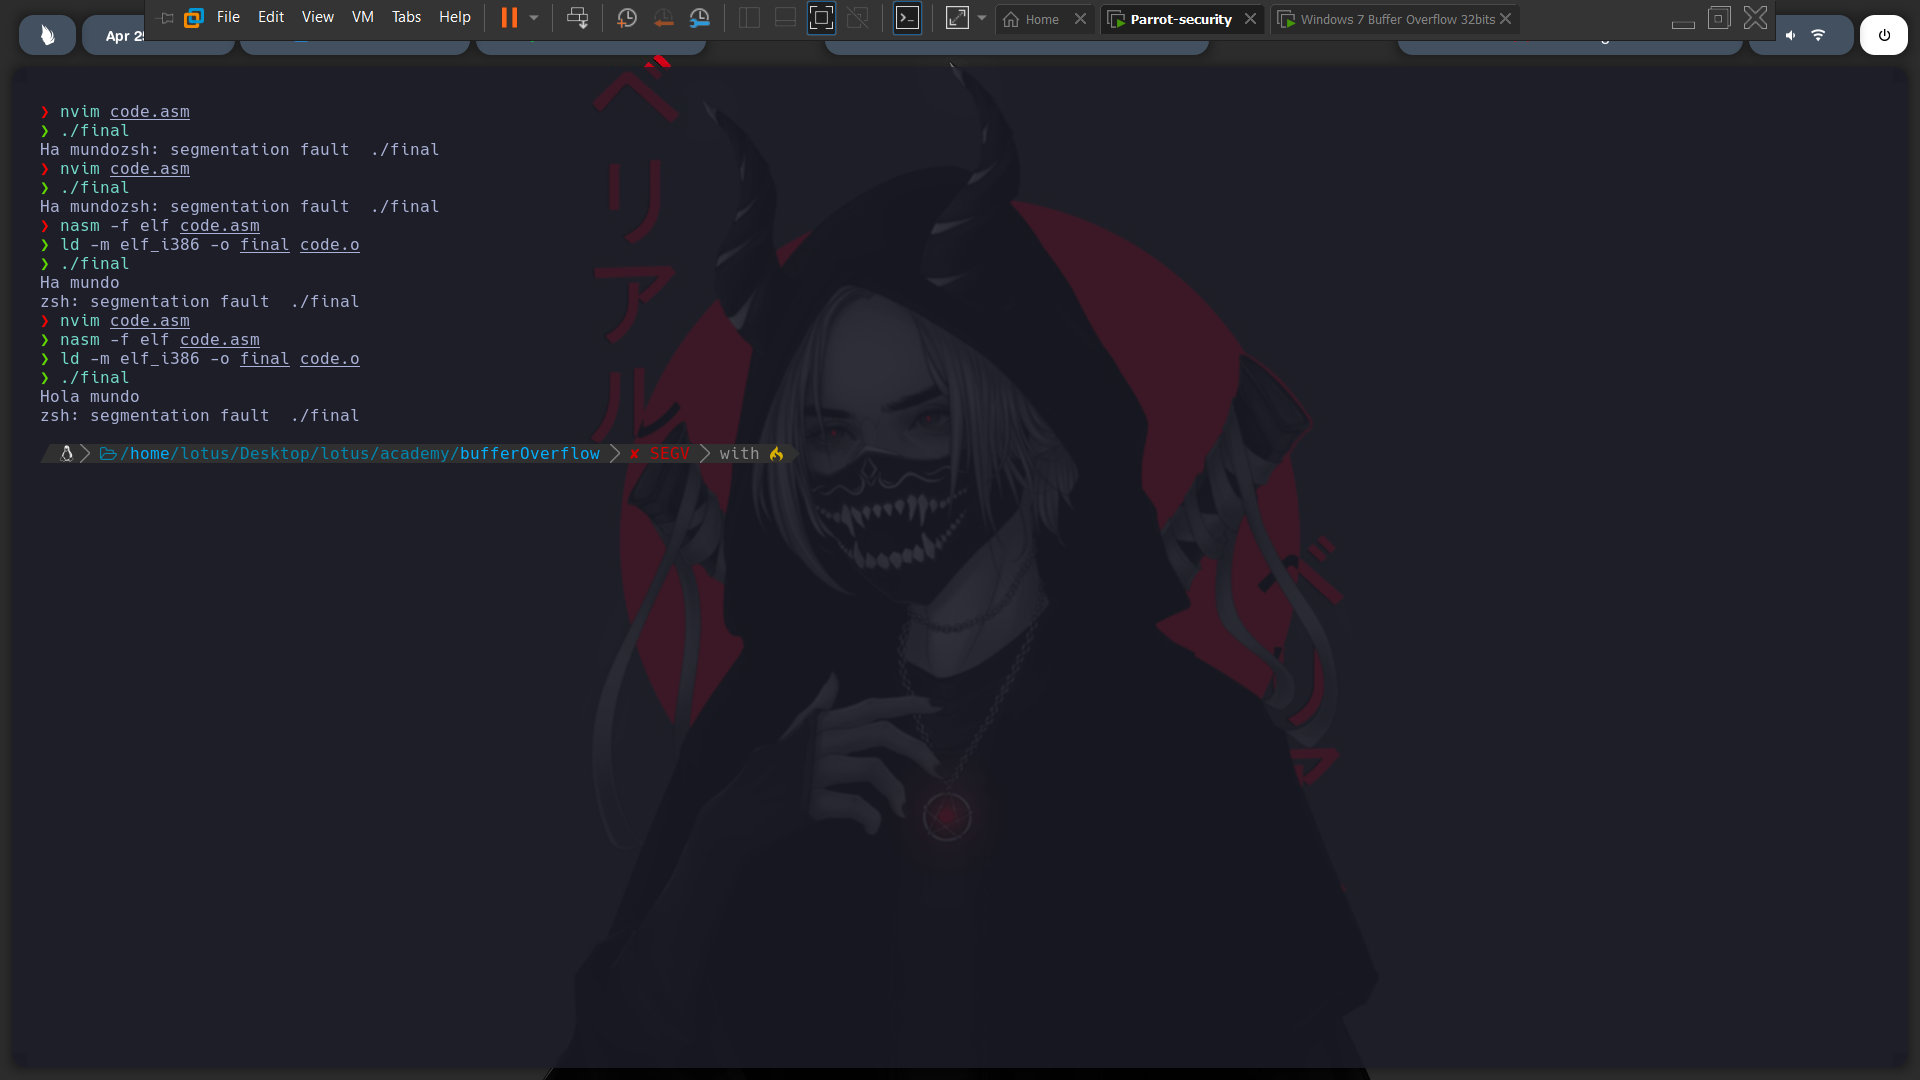 File Edit View VM Tabs Help
Home
Parrot-security
Windows 7 Buffer Overflow 32bits
❯ nvim code.asm
❯ ./final
Ha mundozsh: segmentation fault  ./final
❯ nvim code.asm
❯ ./final
Ha mundozsh: segmentation fault  ./final
❯ nasm -f elf code.asm
❯ ld -m elf_i386 -o final code.o
❯ ./final
Ha mundo
zsh: segmentation fault  ./final
❯ nvim code.asm
❯ nasm -f elf code.asm
❯ ld -m elf_i386 -o final code.o
❯ ./final
Hola mundo
zsh: segmentation fault  ./final
/home/lotus/Desktop/lotus/academy/bufferOverflow ✘ SEGV with
ベリアル